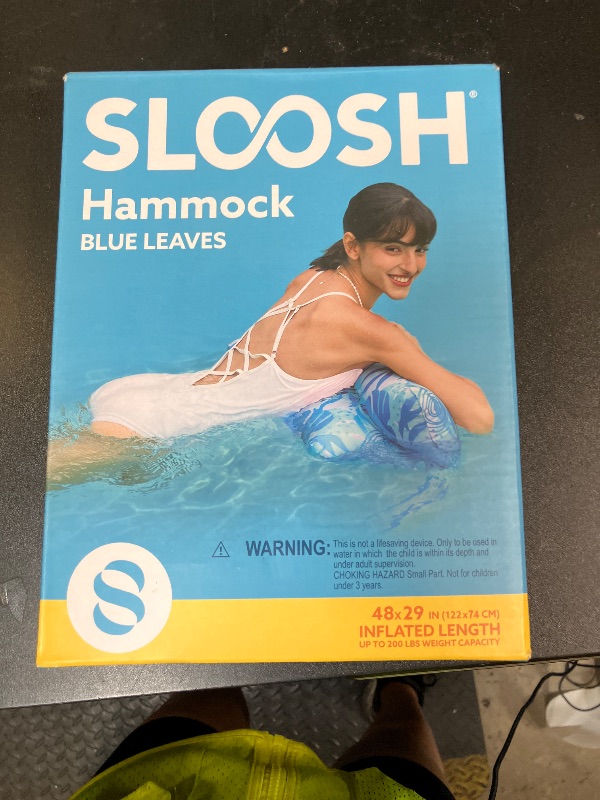 SLOOSH®
Hammock
BLUE LEAVES
⚠ WARNING: This is not a lifesaving device. Only to be used in
water in which the child is within its depth and
under adult supervision.
CHOKING HAZARD Small Part. Not for children
under 3 years.
48x29 IN (122x74 CM)
INFLATED LENGTH
UP TO 200 LBS WEIGHT CAPACITY